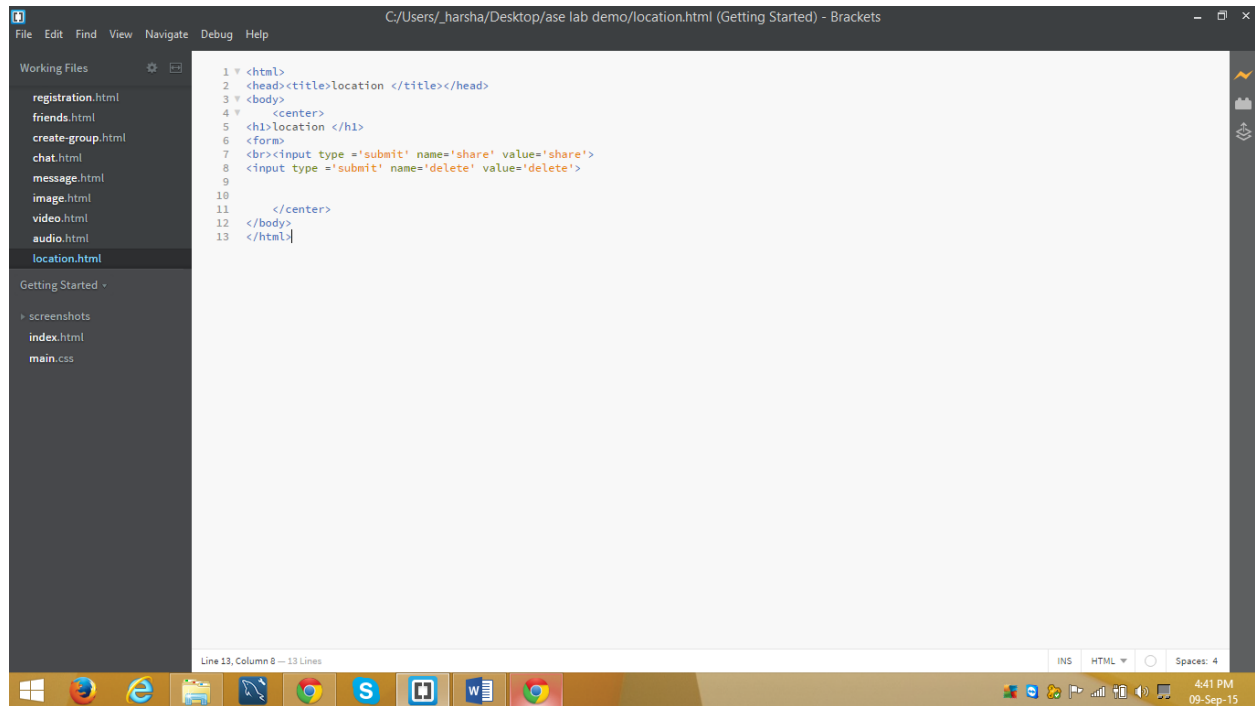 C:/Users/_harsha/Desktop/ase lab demo/location.html (Getting Started) - Brackets
File Edit Find View Navigate Debug Help
Working Files
registration.html
friends.html
create-group.html
chat.html
message.html
image.html
video.html
audio.html
location.html
Getting Started
screenshots
index.html
main.css
1 <html>
2 <head><title>location </title></head>
3 <body>
4     <center>
5 <h1>location </h1>
6 <form>
7 <br><input type ='submit' name='share' value='share'>
8 <input type ='submit' name='delete' value='delete'>
9
10
11     </center>
12 </body>
13 </html>
Line 13, Column 8 — 13 Lines
INS HTML Spaces: 4
4:41 PM
09-Sep-15